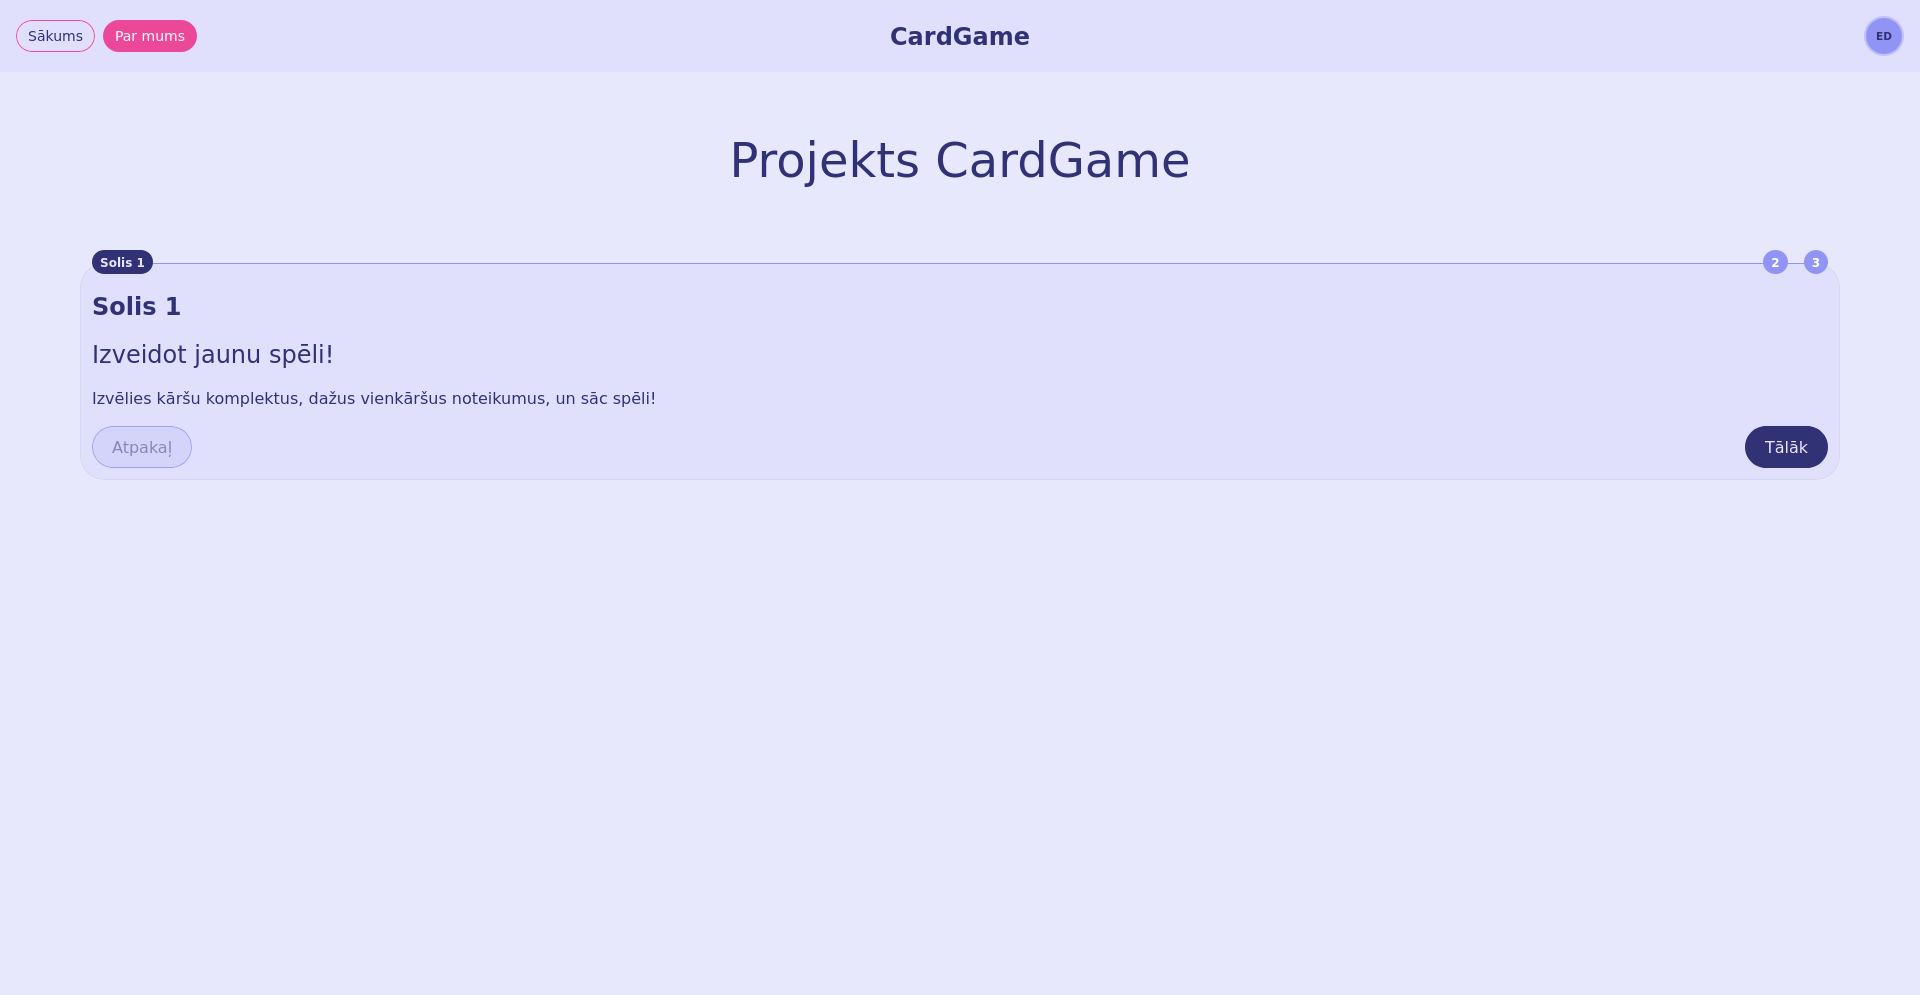 Sākums
Par mums
CardGame
ED
Projekts CardGame
Solis 1
2
3
Solis 1
Izveidot jaunu spēli!
Izvēlies kāršu komplektus, dažus vienkāršus noteikumus, un sāc spēli!
Atpakaļ
Tālāk